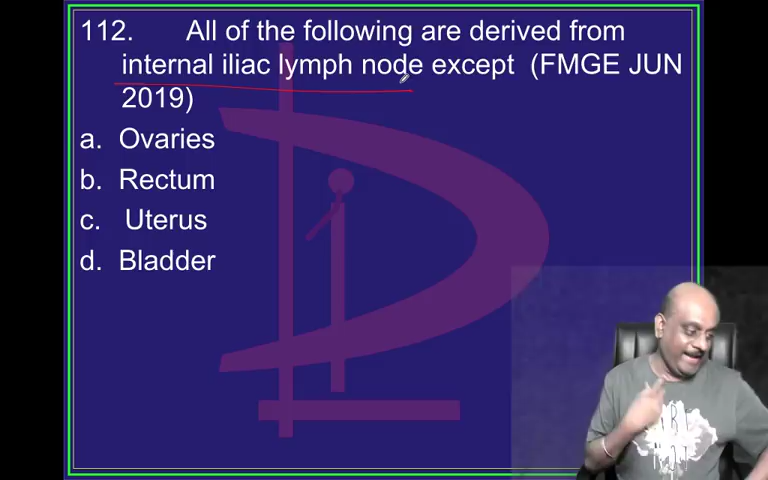 112. All of the following are derived from
internal iliac lymph node except (FMGE JUN
2019)
a. Ovaries
b. Rectum
c. Uterus
d. Bladder